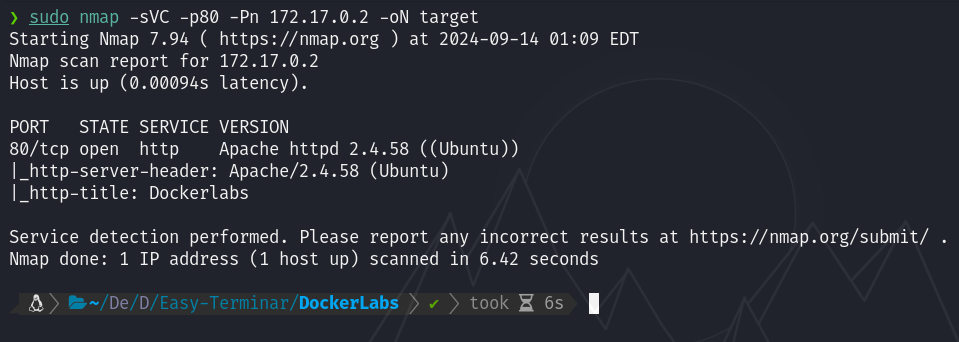 ❯ sudo nmap -sVC -p80 -Pn 172.17.0.2 -oN target
Starting Nmap 7.94 ( https://nmap.org ) at 2024-09-14 01:09 EDT
Nmap scan report for 172.17.0.2
Host is up (0.00094s latency).
PORT   STATE SERVICE VERSION
80/tcp open  http    Apache httpd 2.4.58 ((Ubuntu))
|_http-server-header: Apache/2.4.58 (Ubuntu)
|_http-title: Dockerlabs
Service detection performed. Please report any incorrect results at https://nmap.org/submit/ .
Nmap done: 1 IP address (1 host up) scanned in 6.42 seconds
~/De/D/Easy-Terminar/DockerLabs ✔ took 6s